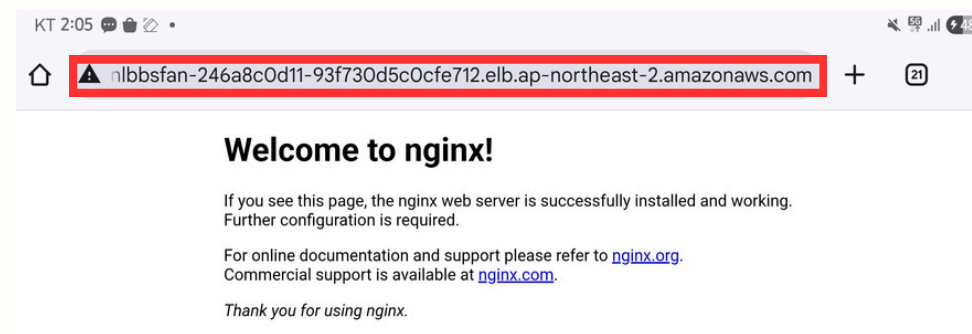 KT 2:05
nlbbsfan-246a8c0d11-93f730d5c0cfe712.elb.ap-northeast-2.amazonaws.com
21
Welcome to nginx!
If you see this page, the nginx web server is successfully installed and working.
Further configuration is required.
For online documentation and support please refer to nginx.org.
Commercial support is available at nginx.com.
Thank you for using nginx.